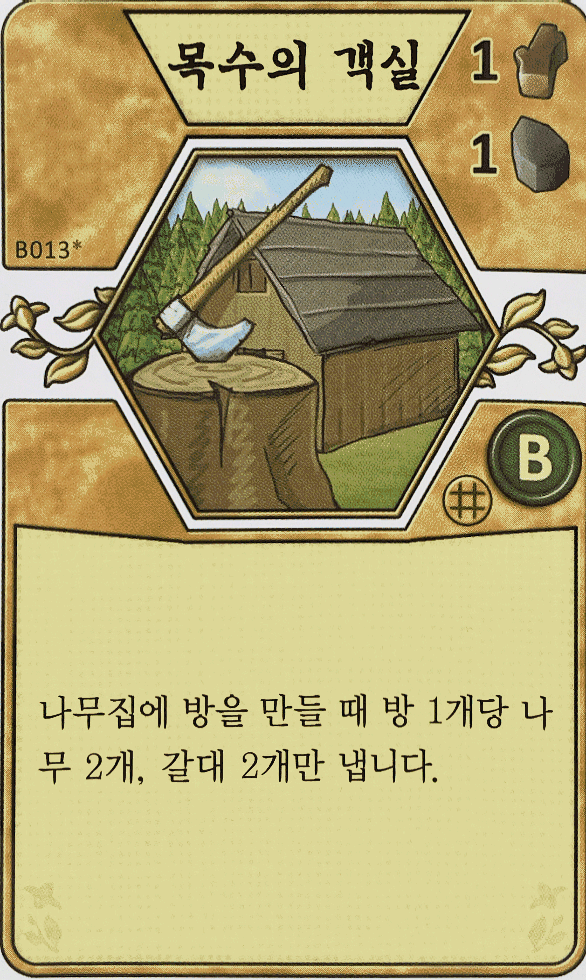 목수의 객실
1
1
B013*
B
나무집에 방을 만들 때 방 1개당 나
무 2개, 갈대 2개만 냅니다.